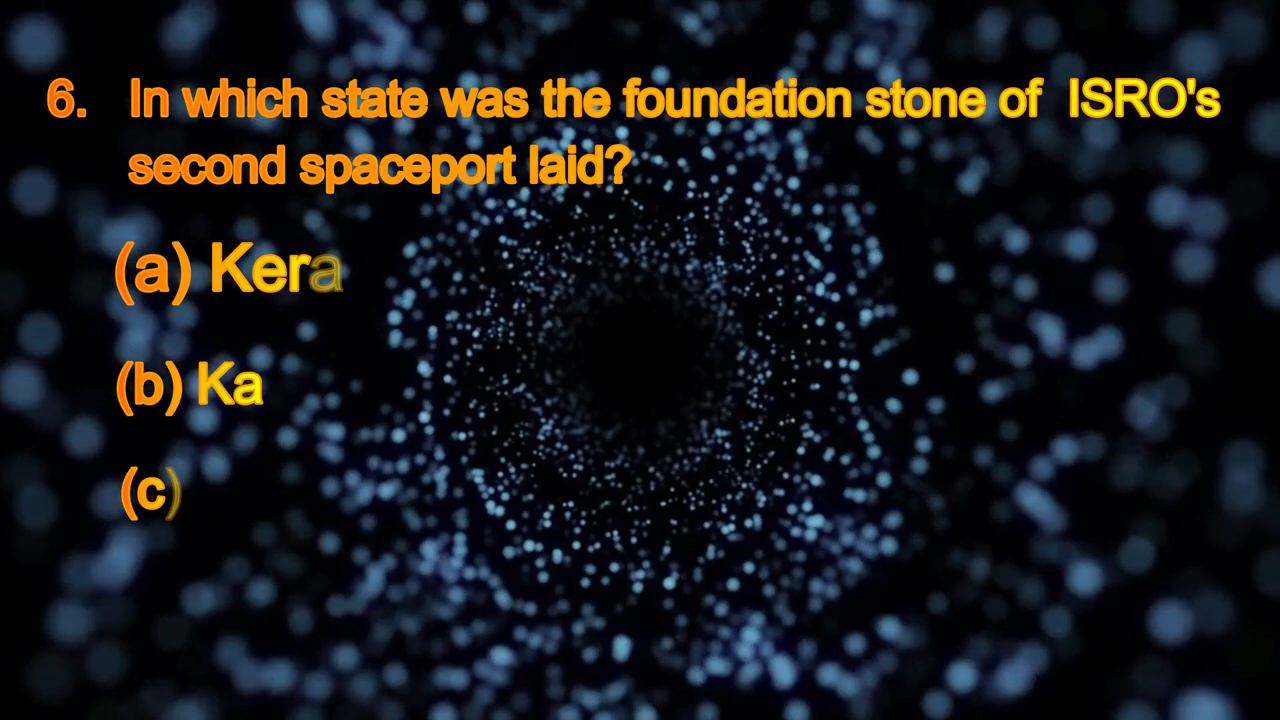 6. In which state was the foundation stone of ISRO's
second spaceport laid?
(a) Kera
(b) Ka
(c)